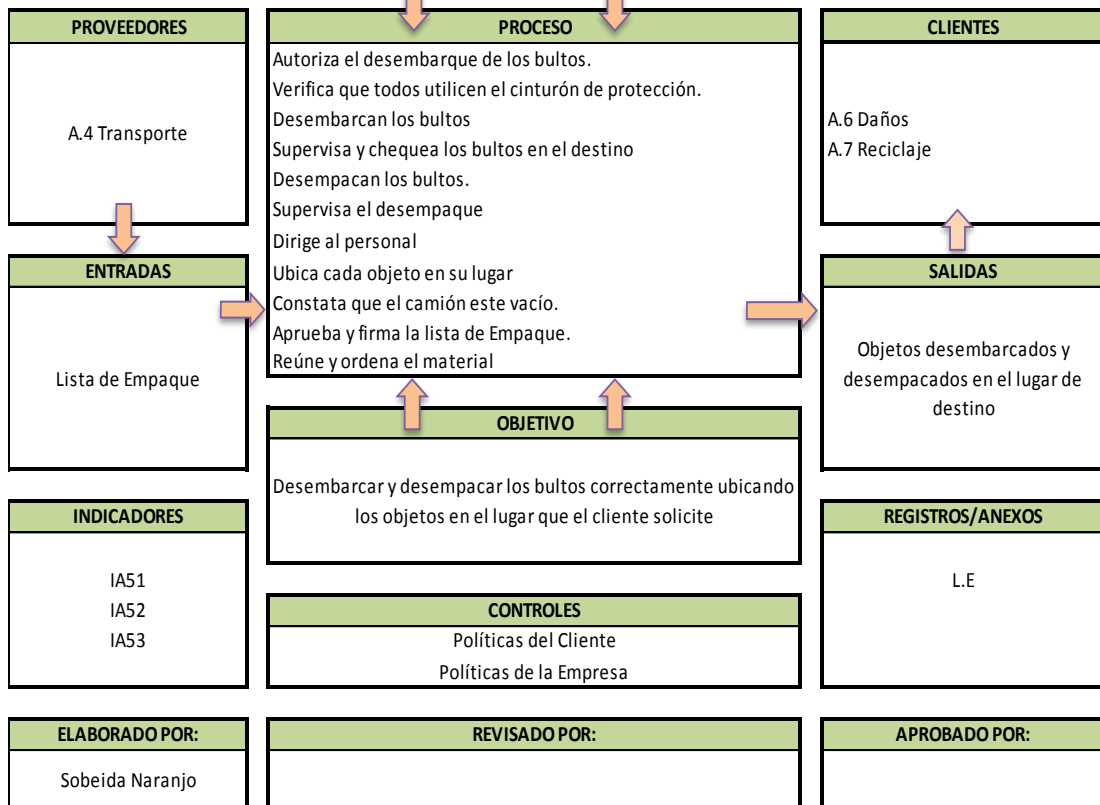 PROVEEDORES
A.4 Transporte
PROCESO
Autoriza el desembarque de los bultos.
Verifica que todos utilicen el cinturón de protección.
Desembarcan los bultos
Supervisa y chequea los bultos en el destino
Desempacan los bultos.
Supervisa el desempaque
Dirige al personal
Ubica cada objeto en su lugar
Constata que el camión este vacío.
Aprueba y firma la lista de Empaque.
Reúne y ordena el material
CLIENTES
A.6 Daños
A.7 Reciclaje
ENTRADAS
Lista de Empaque
SALIDAS
Objetos desembarcados y
desempacados en el lugar de
destino
OBJETIVO
Desembarcar y desempacar los bultos correctamente ubicando
los objetos en el lugar que el cliente solicite
INDICADORES
IA51
IA52
IA53
CONTROLES
Políticas del Cliente
Políticas de la Empresa
REGISTROS/ANEXOS
L.E
ELABORADO POR:
Sobeida Naranjo
REVISADO POR:
APROBADO POR: